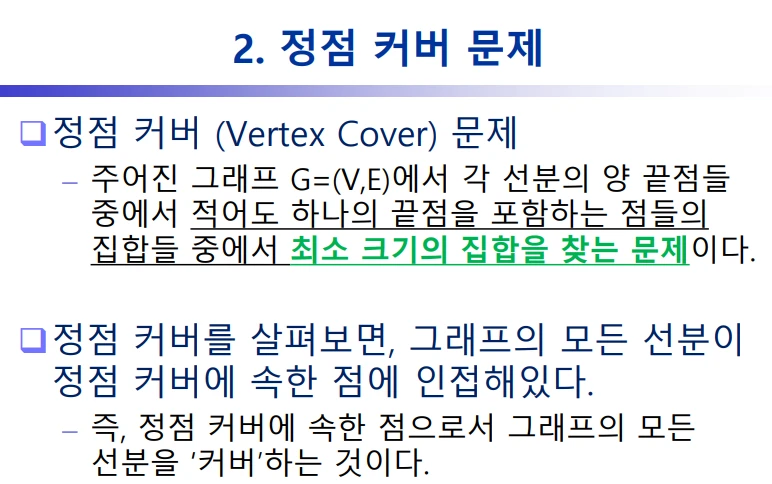 2. 정점 커버 문제
❑정점 커버 (Vertex Cover) 문제
– 주어진 그래프 G=(V,E)에서 각 선분의 양 끝점들
중에서 적어도 하나의 끝점을 포함하는 점들의
집합들 중에서 최소 크기의 집합을 찾는 문제이다.
❑정점 커버를 살펴보면, 그래프의 모든 선분이
정점 커버에 속한 점에 인접해있다.
– 즉, 정점 커버에 속한 점으로서 그래프의 모든
선분을 ‘커버’하는 것이다.